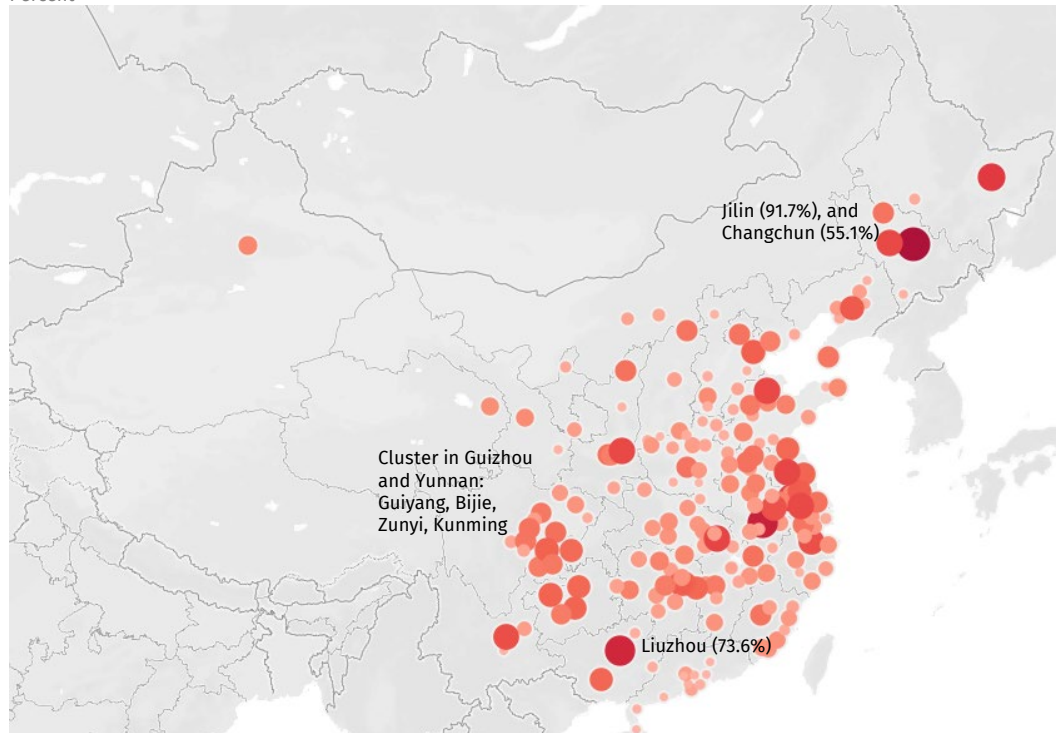 Percent
Jilin (91.7%), and
Changchun (55.1%)
Cluster in Guizhou
and Yunnan:
Guiyang, Bijie,
Zunyi, Kunming
Liuzhou (73.6%)